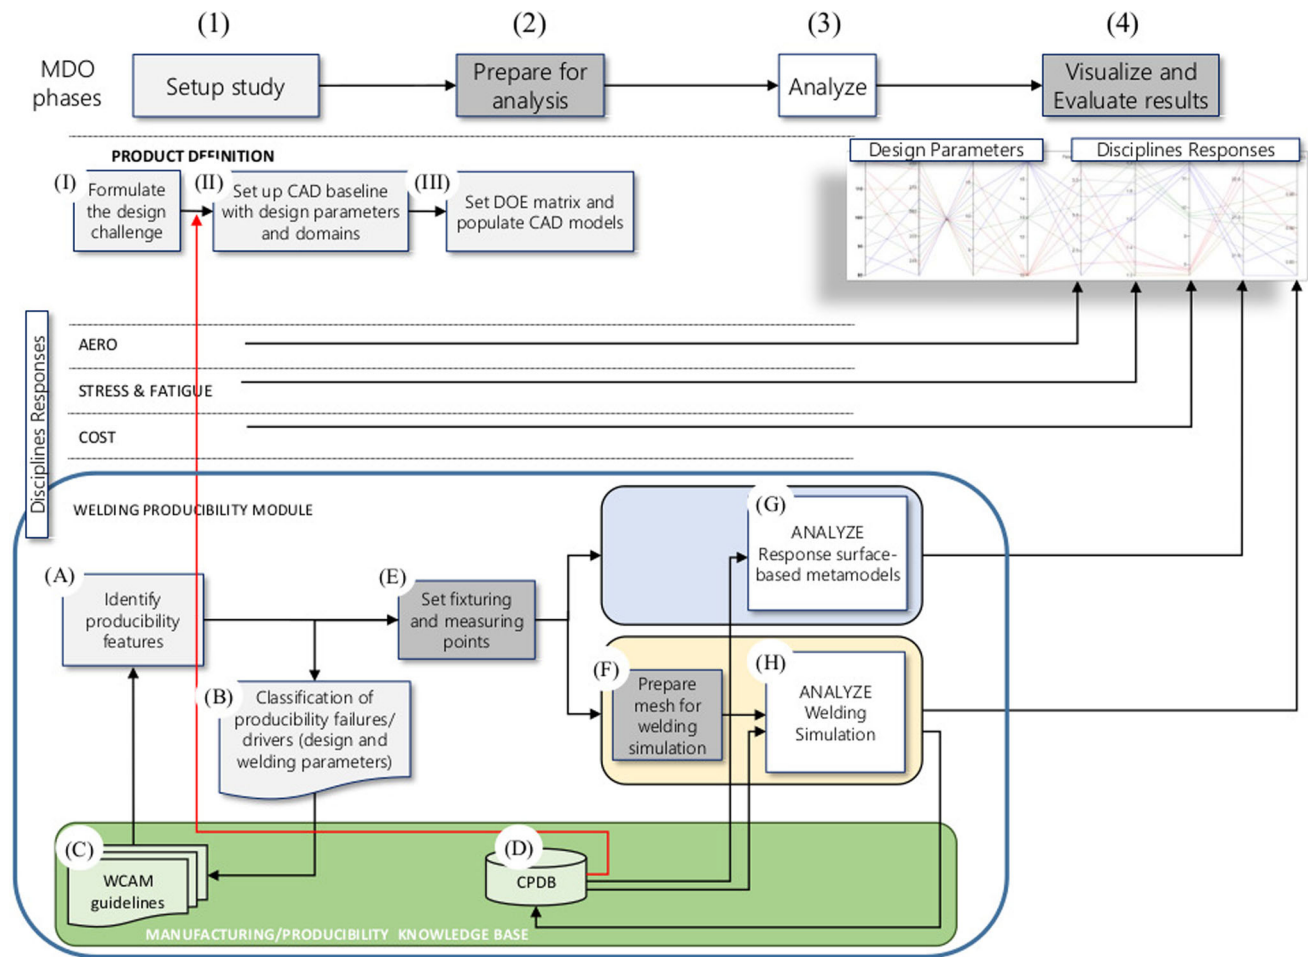 (1)
(2)
(3)
(4)
MDO
phases
Setup study
Prepare for
analysis
Analyze
Visualize and
Evaluate results
PRODUCT DEFINITION
(I)
Formulate
the design
challenge
(II)
Set up CAD baseline
with design parameters
and domains
(III)
Set DOE matrix and
populate CAD models
Design Parameters
Disciplines Responses
Disciplines Responses
AERO
STRESS & FATIGUE
COST
WELDING PRODUCIBILITY MODULE
(A)
Identify
producibility
features
(B)
Classification of
producibility failures/
drivers (design and
welding parameters)
(E)
Set fixturing
and measuring
points
(G)
ANALYZE
Response surface-
based metamodels
(F)
Prepare
mesh for
welding
simulation
(H)
ANALYZE
Welding
Simulation
(C)
WCAM
guidelines
(D)
CPDB
MANUFACTURING/PRODUCIBILITY KNOWLEDGE BASE